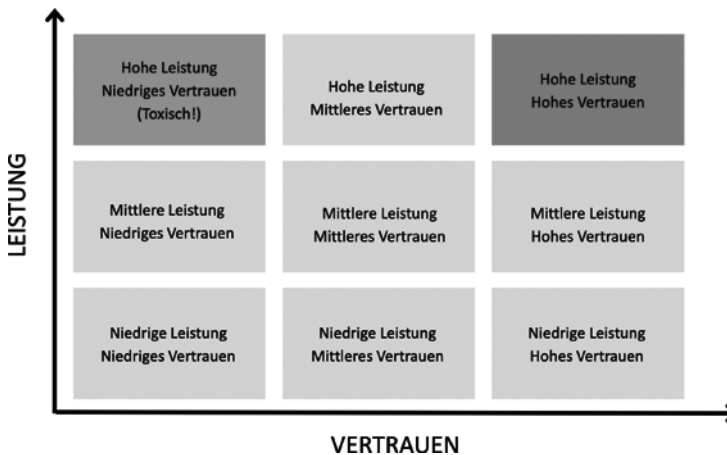 LEISTUNG
Hohe Leistung
Niedriges Vertrauen
(Toxisch!)
Hohe Leistung
Mittleres Vertrauen
Hohe Leistung
Hohes Vertrauen
Mittlere Leistung
Niedriges Vertrauen
Mittlere Leistung
Mittleres Vertrauen
Mittlere Leistung
Hohes Vertrauen
Niedrige Leistung
Niedriges Vertrauen
Niedrige Leistung
Mittleres Vertrauen
Niedrige Leistung
Hohes Vertrauen
VERTRAUEN